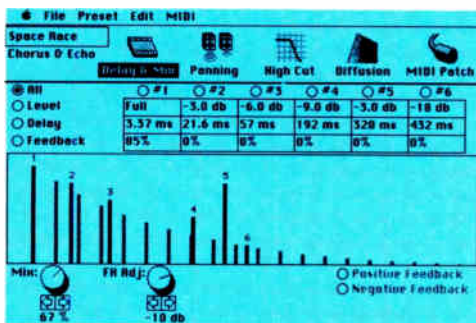 File Preset Edit MIDI
Space Race
Chorus & Echo
Delay & Mix Panning High Cut Diffusion MIDI Patch
All #1 #2 #3 #4 #5 #6
Level Full -3.0 db -6.0 db -9.0 db -3.0 db -18 db
Delay 3.37 ms 21.6 ms 57 ms 192 ms 320 ms 432 ms
Feedback 85% 0% 0% 0% 0% 0%
1 2 3 4 5 6
Mix: FX Adj: Positive Feedback
Negative Feedback
67 % -10 db